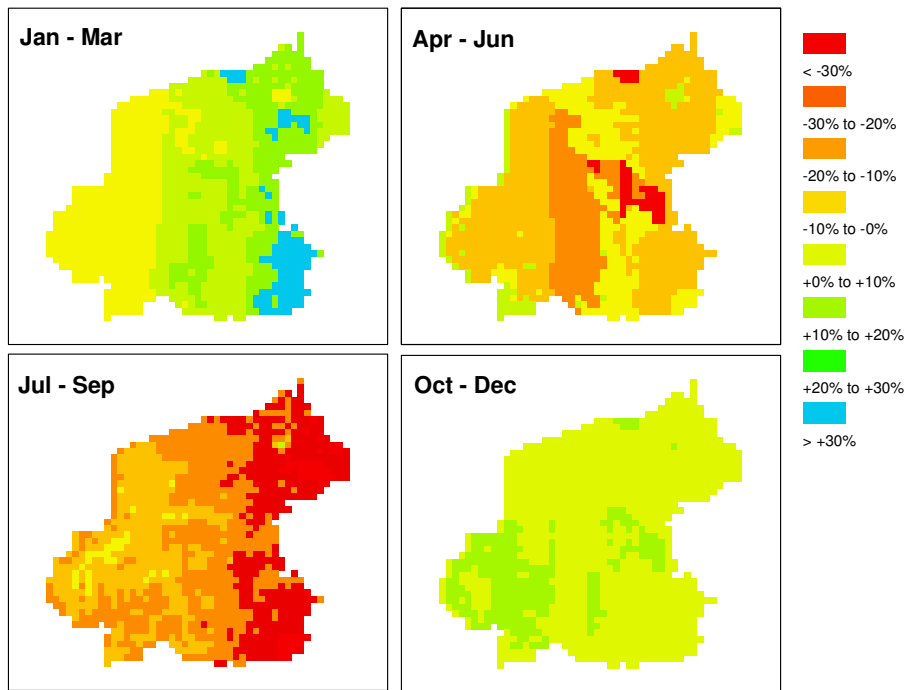 Jan - Mar
Apr - Jun
Jul - Sep
Oct - Dec
< -30%
-30% to -20%
-20% to -10%
-10% to -0%
+0% to +10%
+10% to +20%
+20% to +30%
> +30%